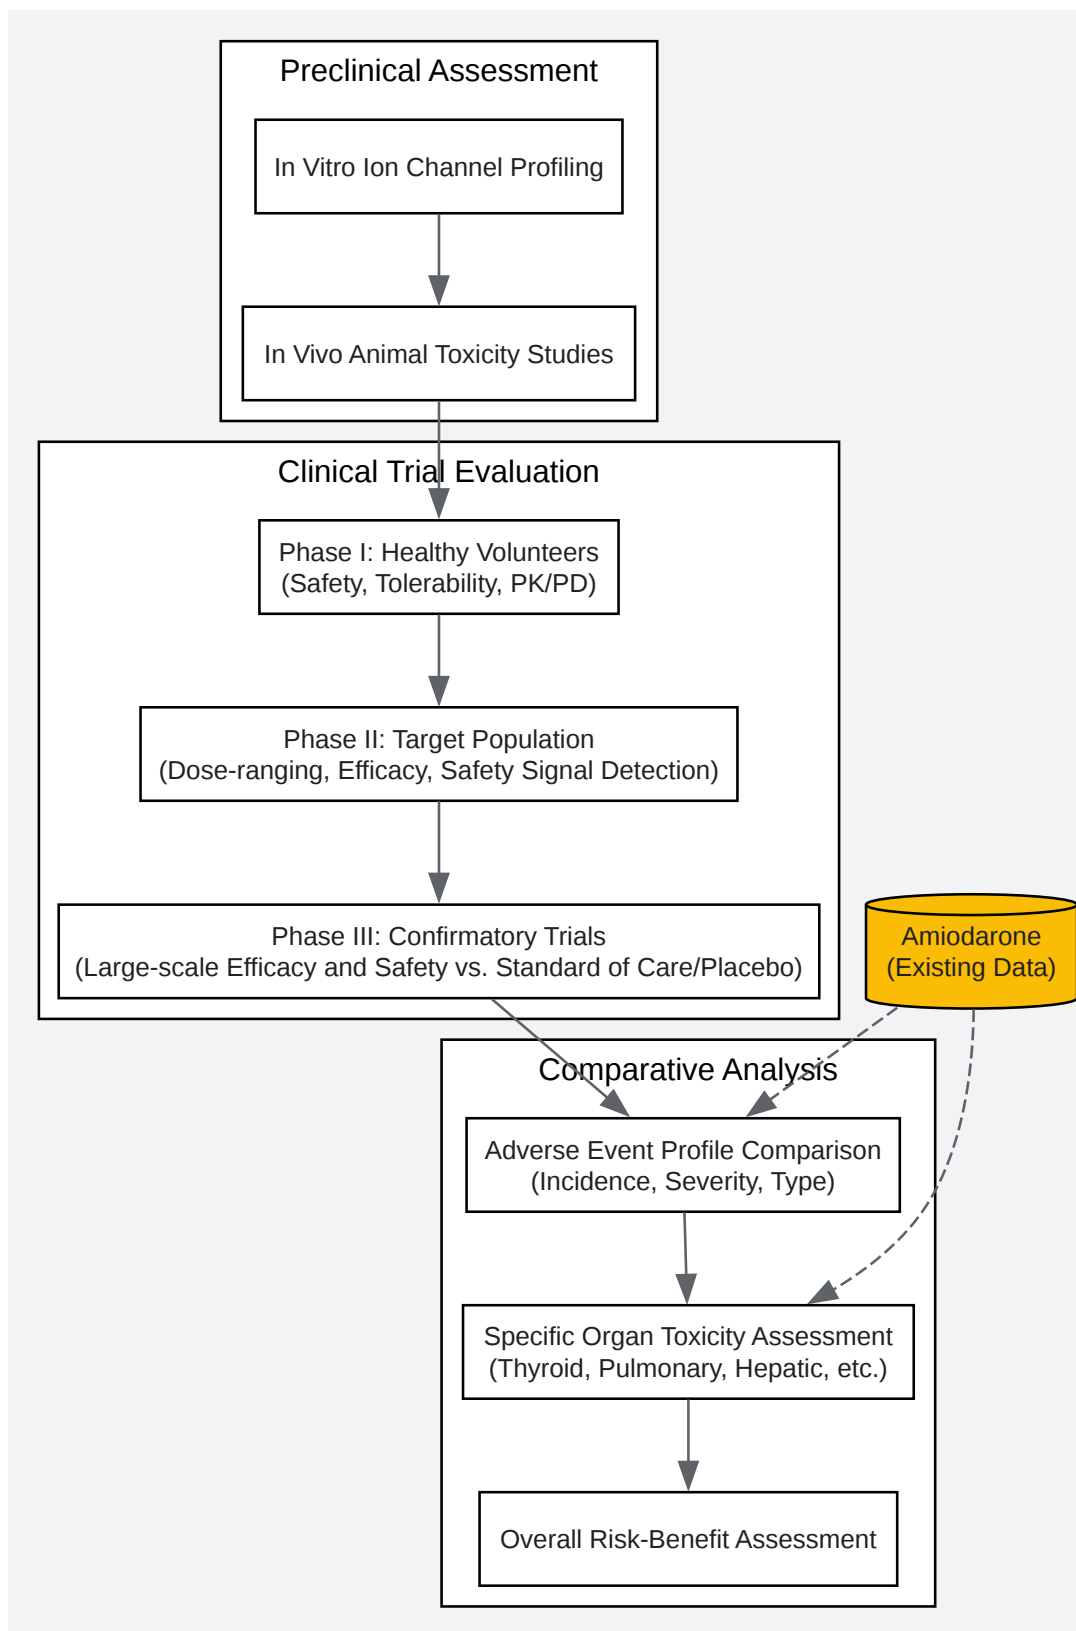 Preclinical Assessment
In Vitro Ion Channel Profiling
In Vivo Animal Toxicity Studies
Clinical Trial Evaluation
Phase I: Healthy Volunteers
(Safety, Tolerability, PK/PD)
Phase II: Target Population
(Dose-ranging, Efficacy, Safety Signal Detection)
Phase III: Confirmatory Trials
(Large-scale Efficacy and Safety vs. Standard of Care/Placebo)
Amiodarone
(Existing Data)
Comparative Analysis
Adverse Event Profile Comparison
(Incidence, Severity, Type)
Specific Organ Toxicity Assessment
(Thyroid, Pulmonary, Hepatic, etc.)
Overall Risk-Benefit Assessment